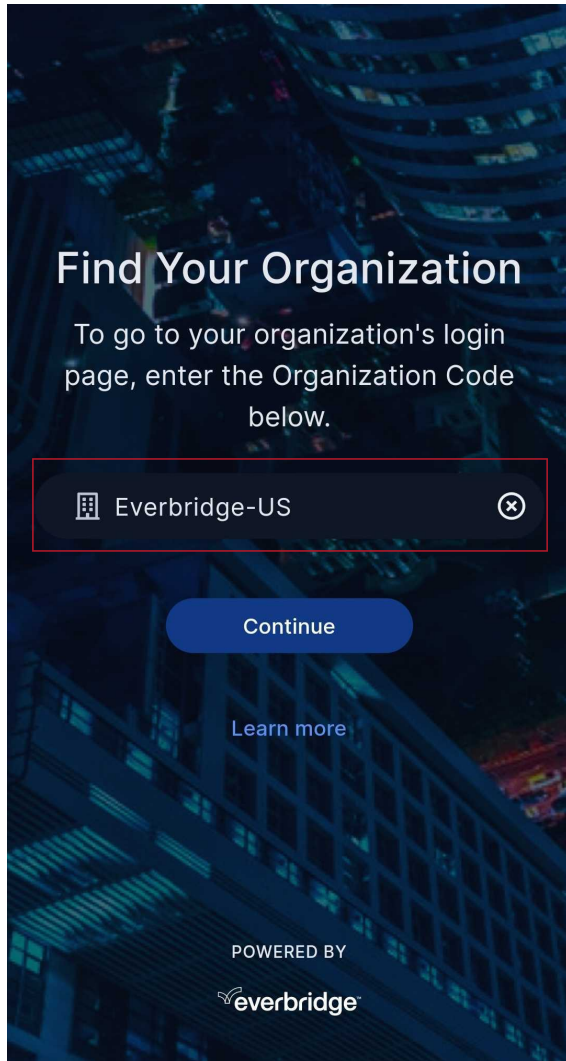 Find Your Organization
To go to your organization's login
page, enter the Organization Code
below.
Everbridge-US
Continue
Learn more
POWERED BY
everbridge™